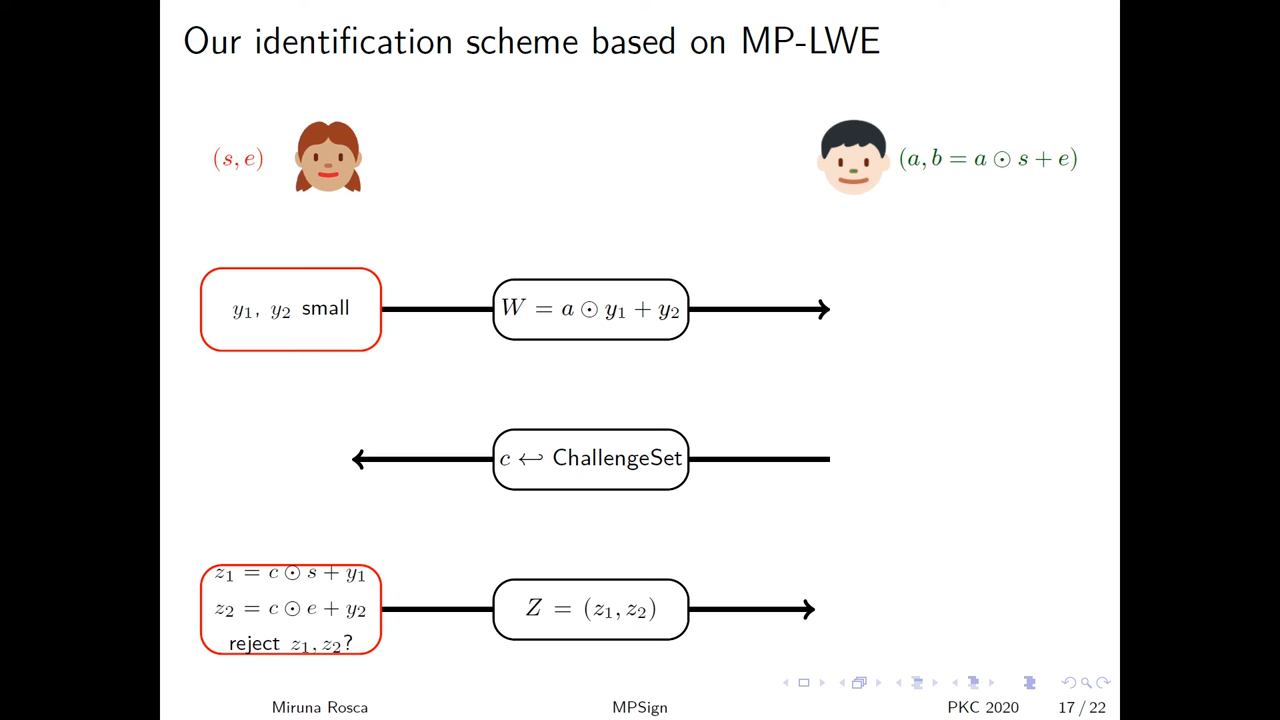 Our identification scheme based on MP-LWE
(s, e)
(a, b = a ⊙ s + e)
y₁, y₂ small
W = a ⊙ y₁ + y₂
c ↩ ChallengeSet
z₁ = c ⊙ s + y₁
z₂ = c ⊙ e + y₂
reject z₁, z₂?
Z = (z₁, z₂)
Miruna Rosca
MPSign
PKC 2020
17 / 22